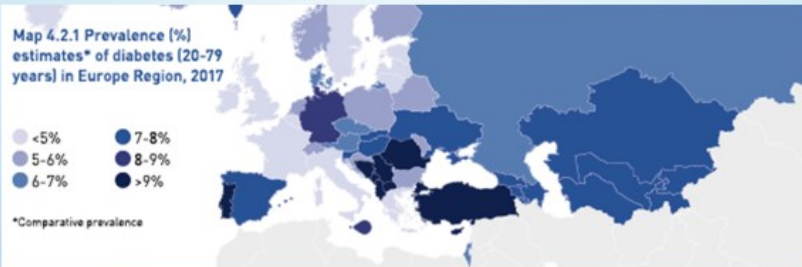 Map 4.2.1 Prevalence (%)
estimates* of diabetes (20-79
years) in Europe Region, 2017
<5%
5-6%
6-7%
7-8%
8-9%
>9%
*Comparative prevalence